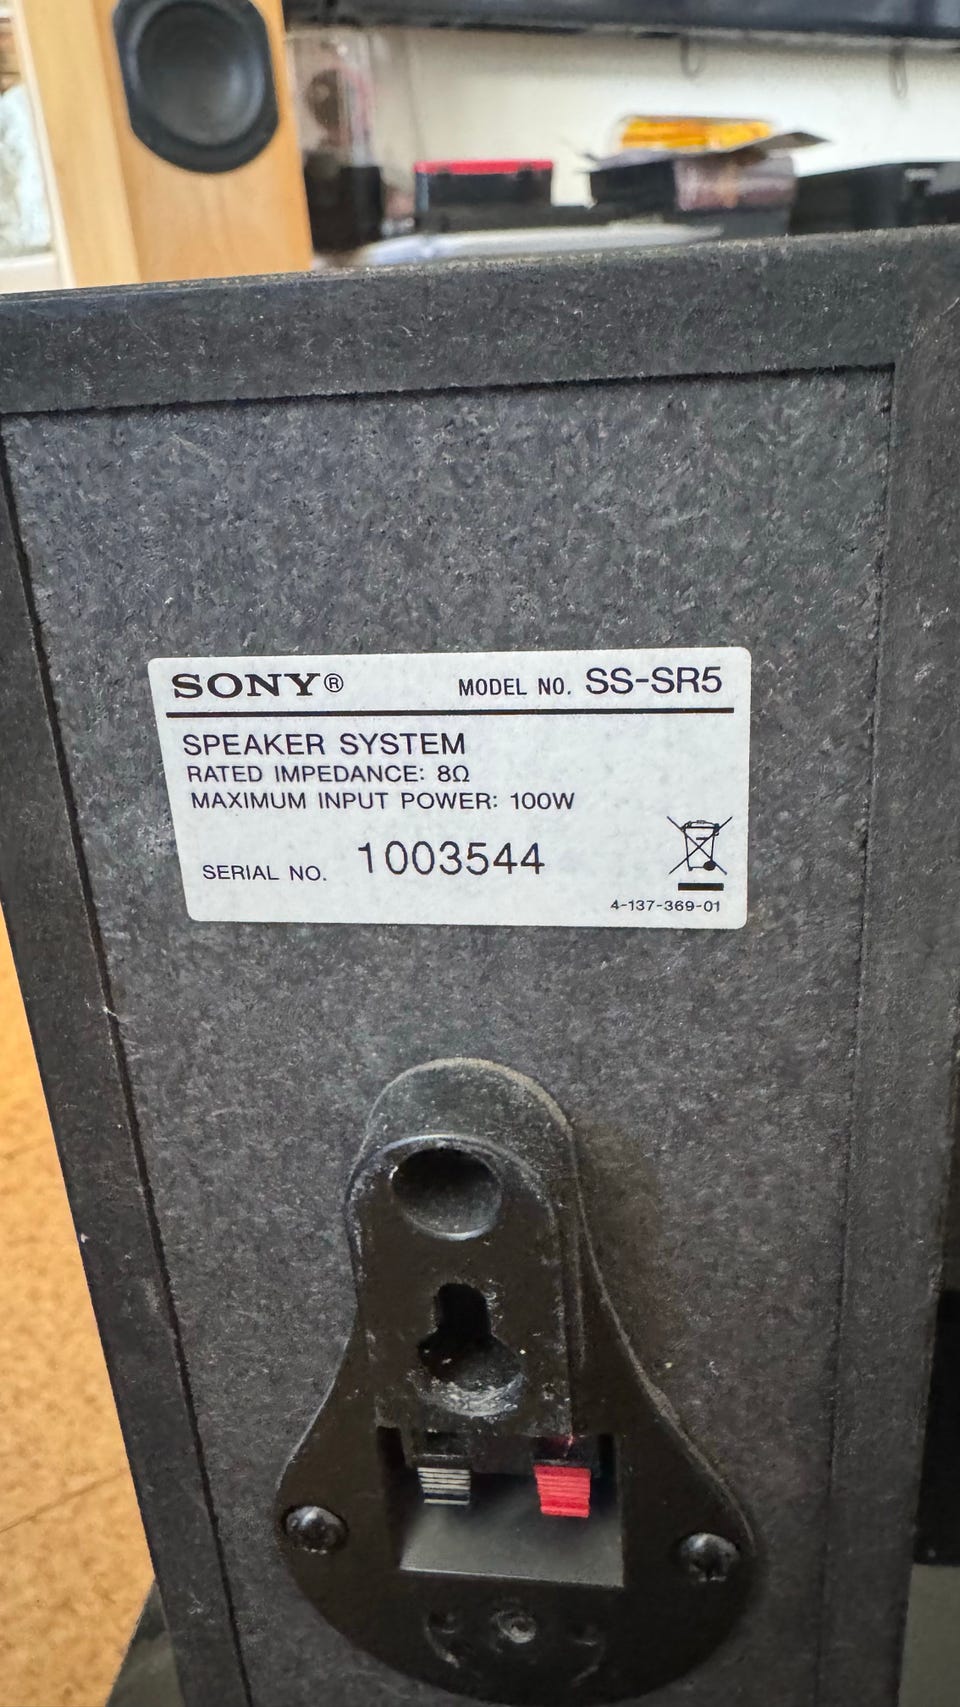 SONY® MODEL NO. SS-SR5
SPEAKER SYSTEM
RATED IMPEDANCE: 8Ω
MAXIMUM INPUT POWER: 100W
SERIAL NO. 1003544
4-137-369-01